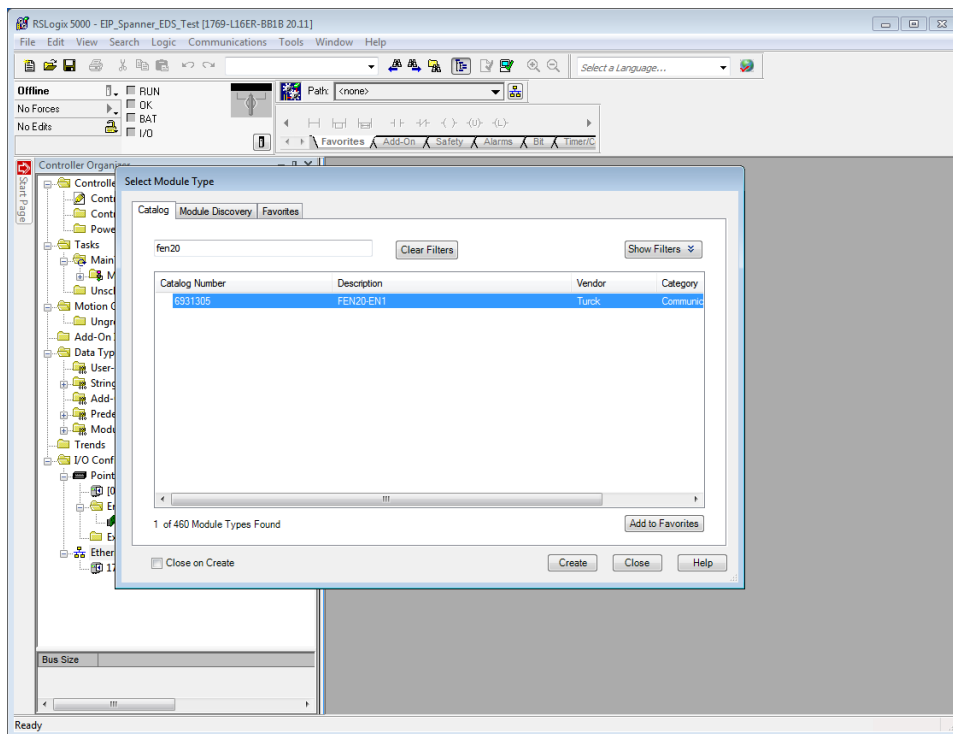 RSLogix 5000 - EIP_Spanner_EDS_Test [1769-L16ER-BB1B 20.11]
File Edit View Search Logic Communications Tools Window Help
Select a Language...
Offline RUN Path: <none>
No Forces OK
No Edits BAT
I/O
Favorites Add-On Safety Alarms Bit Timer/C
Start Page
Controller Organizer
Controlle
Contr
Contr
Powe
Tasks
Main
M
Unsc
Motion G
Ungr
Add-On I
Data Typ
User-
String
Add-
Prede
Modu
Trends
I/O Conf
Point
[0
Er
Ex
Ether
17
Select Module Type
Catalog Module Discovery Favorites
fen20 Clear Filters Show Filters
Catalog Number Description Vendor Category
6931305 FEN20-EN1 Turck Communic
1 of 460 Module Types Found Add to Favorites
Close on Create Create Close Help
Bus Size
Ready